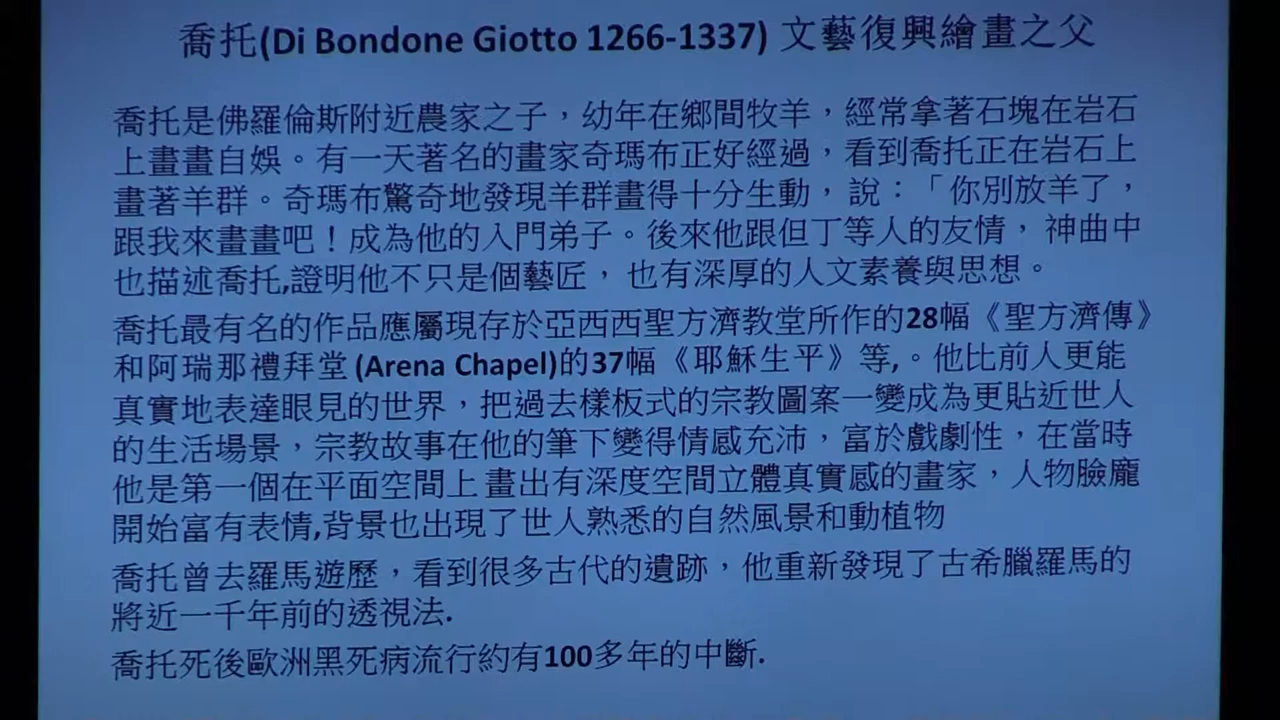 喬托(Di Bondone Giotto 1266-1337) 文藝復興繪畫之父
喬托是佛羅倫斯附近農家之子，幼年在鄉間牧羊，經常拿著石塊在岩石
上畫畫自娛。有一天著名的畫家奇瑪布正好經過，看到喬托正在岩石上
畫著羊群。奇瑪布驚奇地發現羊群畫得十分生動，說：「你別放羊了，
跟我來畫畫吧！成為他的入門弟子。後來他跟但丁等人的友情，神曲中
也描述喬托,證明他不只是個藝匠，也有深厚的人文素養與思想。
喬托最有名的作品應屬現存於亞西西聖方濟教堂所作的28幅《聖方濟傳》
和阿瑞那禮拜堂(Arena Chapel)的37幅《耶穌生平》等,。他比前人更能
真實地表達眼見的世界，把過去樣板式的宗教圖案一變成為更貼近世人
的生活場景，宗教故事在他的筆下變得情感充沛，富於戲劇性，在當時
他是第一個在平面空間上畫出有深度空間立體真實感的畫家，人物臉龐
開始富有表情,背景也出現了世人熟悉的自然風景和動植物
喬托曾去羅馬遊歷，看到很多古代的遺跡，他重新發現了古希臘羅馬的
將近一千年前的透視法.
喬托死後歐洲黑死病流行約有100多年的中斷.